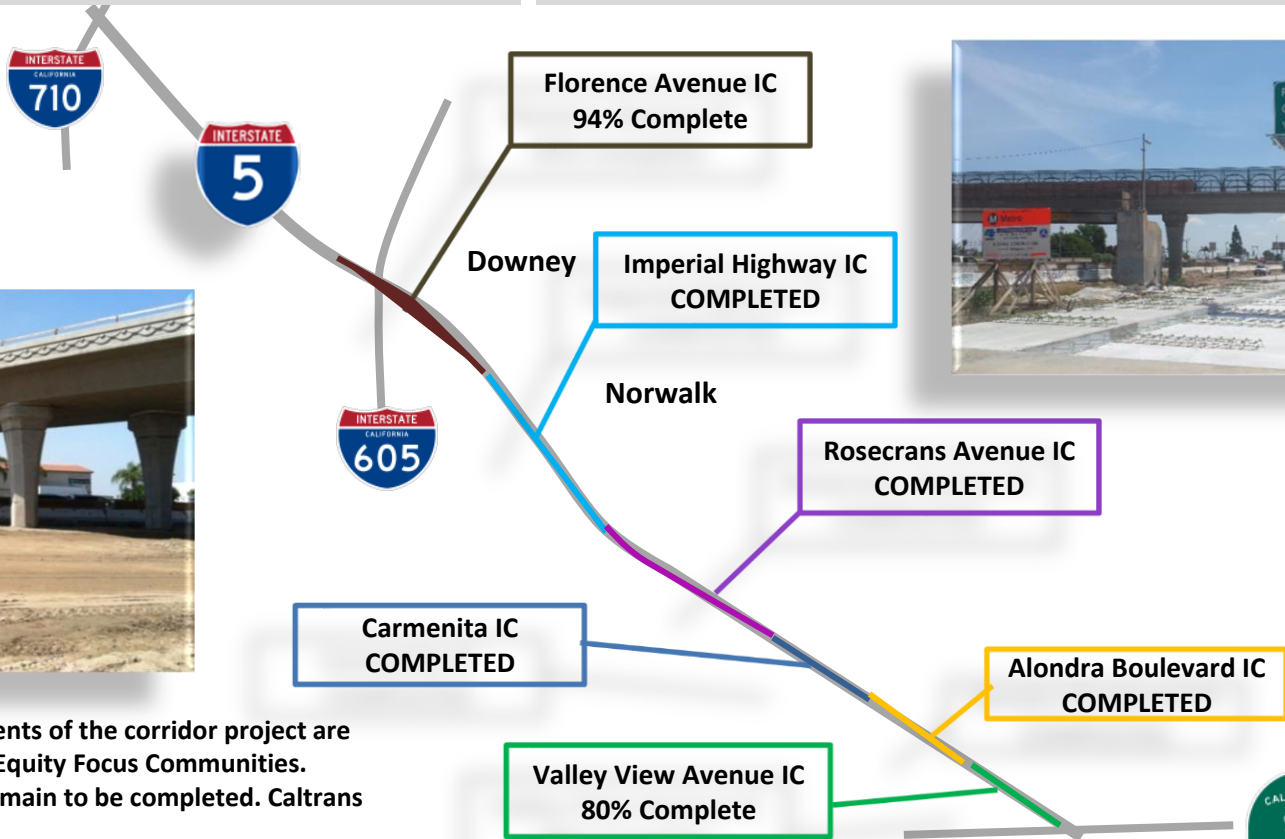 INTERSTATE
CALIFORNIA
710
INTERSTATE
5
Florence Avenue IC
94% Complete
Metro
Downey
Imperial Highway IC
COMPLETED
Norwalk
INTERSTATE
CALIFORNIA
605
Rosecrans Avenue IC
COMPLETED
Carmenita IC
COMPLETED
Alondra Boulevard IC
COMPLETED
ents of the corridor project are
Equity Focus Communities.
main to be completed. Caltrans
Valley View Avenue IC
80% Complete
CAL